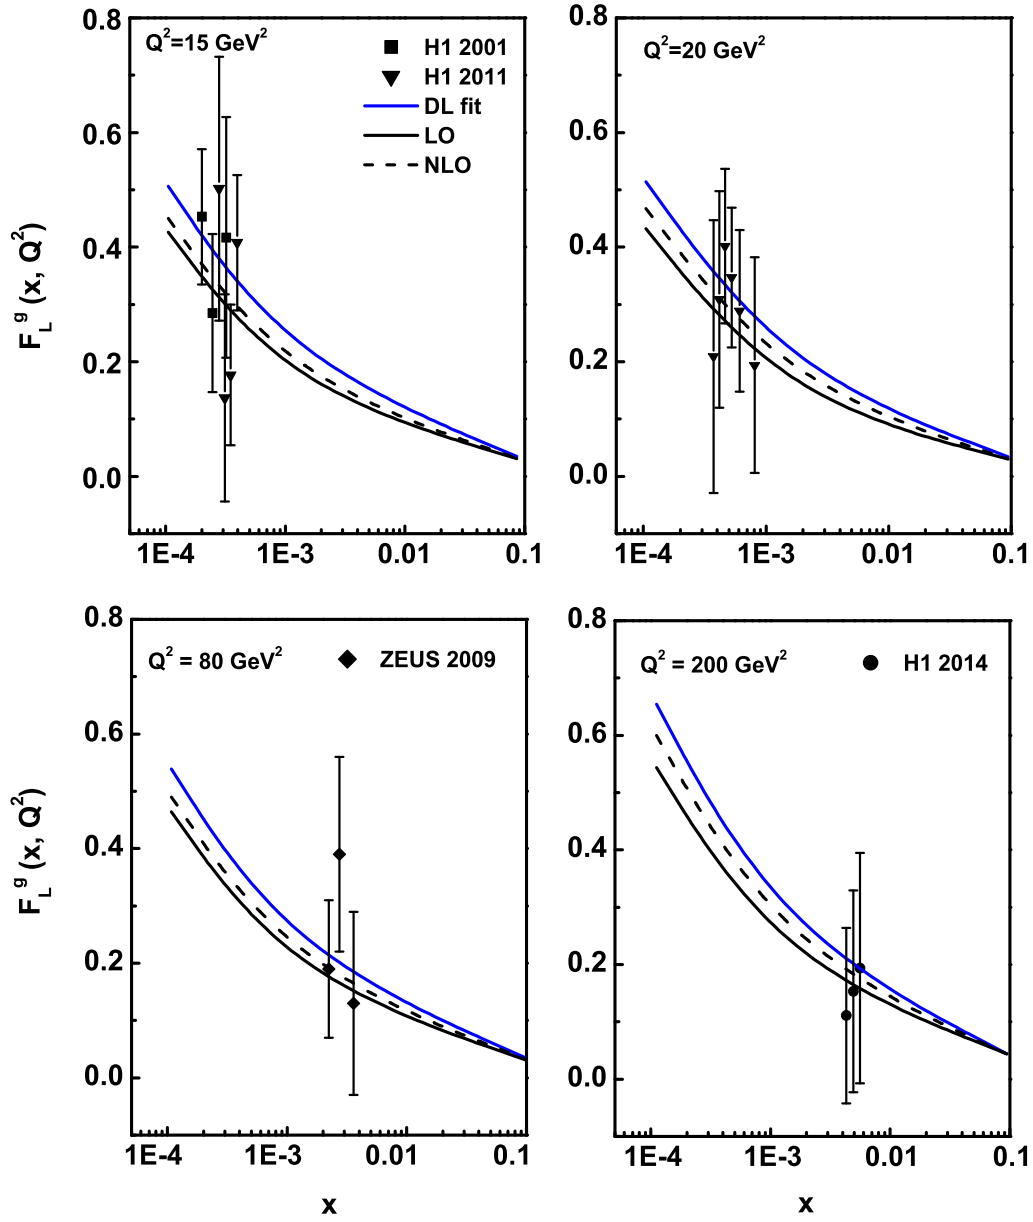 Q²=15 GeV²
H1 2001
H1 2011
DL fit
LO
NLO
F_L^g (x, Q²)
0.8
0.6
0.4
0.2
0.0
1E-4 1E-3 0.01 0.1
Q²=20 GeV²
0.8
0.6
0.4
0.2
0.0
1E-4 1E-3 0.01 0.1
Q² = 80 GeV²
ZEUS 2009
F_L^g (x, Q²)
0.8
0.6
0.4
0.2
0.0
1E-4 1E-3 0.01 0.1
x
Q² = 200 GeV²
H1 2014
0.8
0.6
0.4
0.2
0.0
1E-4 1E-3 0.01 0.1
x